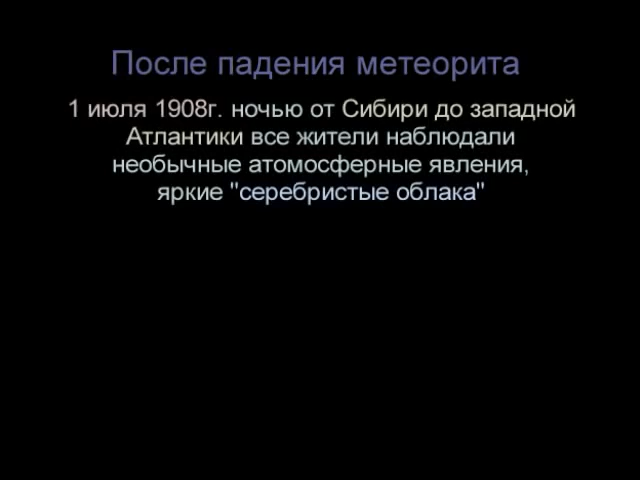 После падения метеорита
1 июля 1908г. ночью от Сибири до западной
Атлантики все жители наблюдали
необычные атомосферные явления,
яркие "серебристые облака"